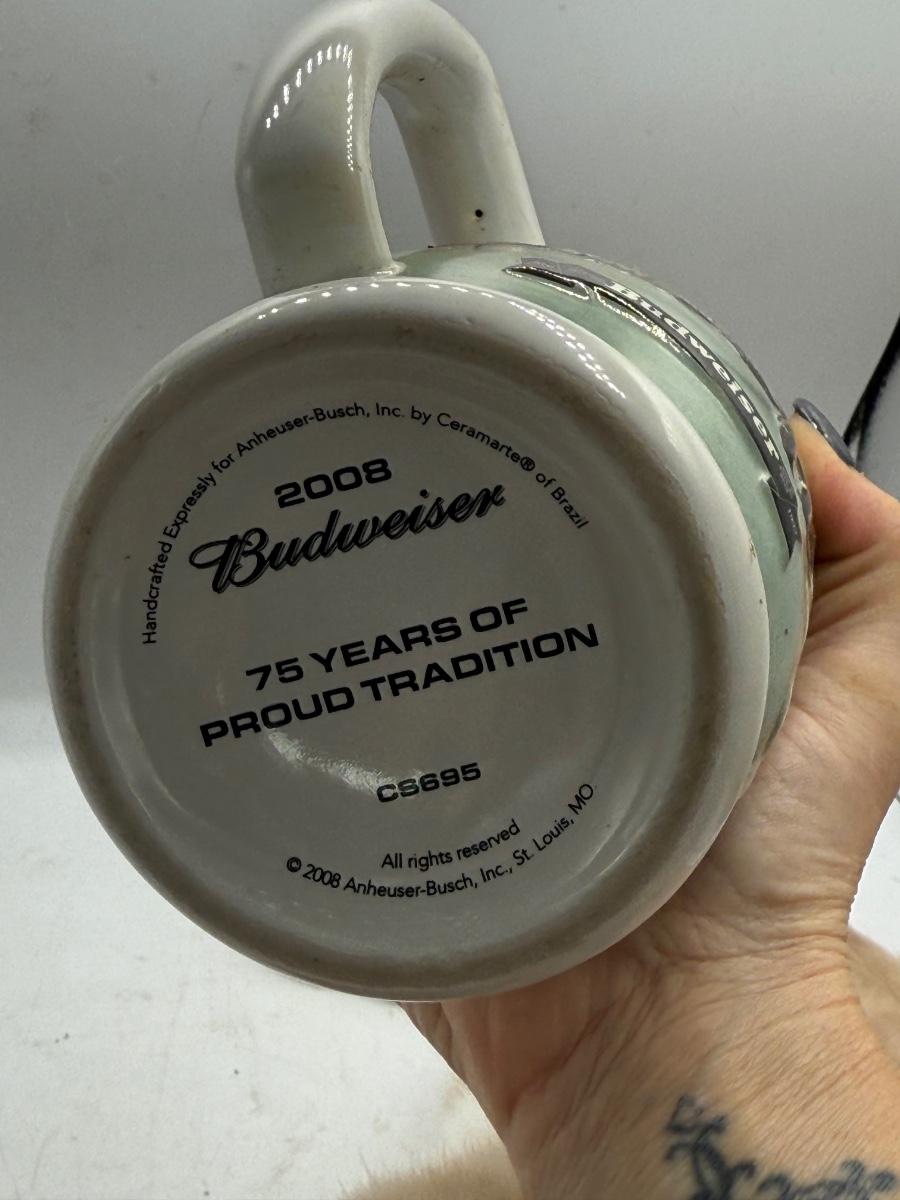 Handcrafted Expressly for Anheuser-Busch, Inc. by Ceramarte® of Brazil
2008
Budweiser
75 YEARS OF
PROUD TRADITION
CS695
All rights reserved
© 2008 Anheuser-Busch, Inc., St. Louis, MO
Budweiser